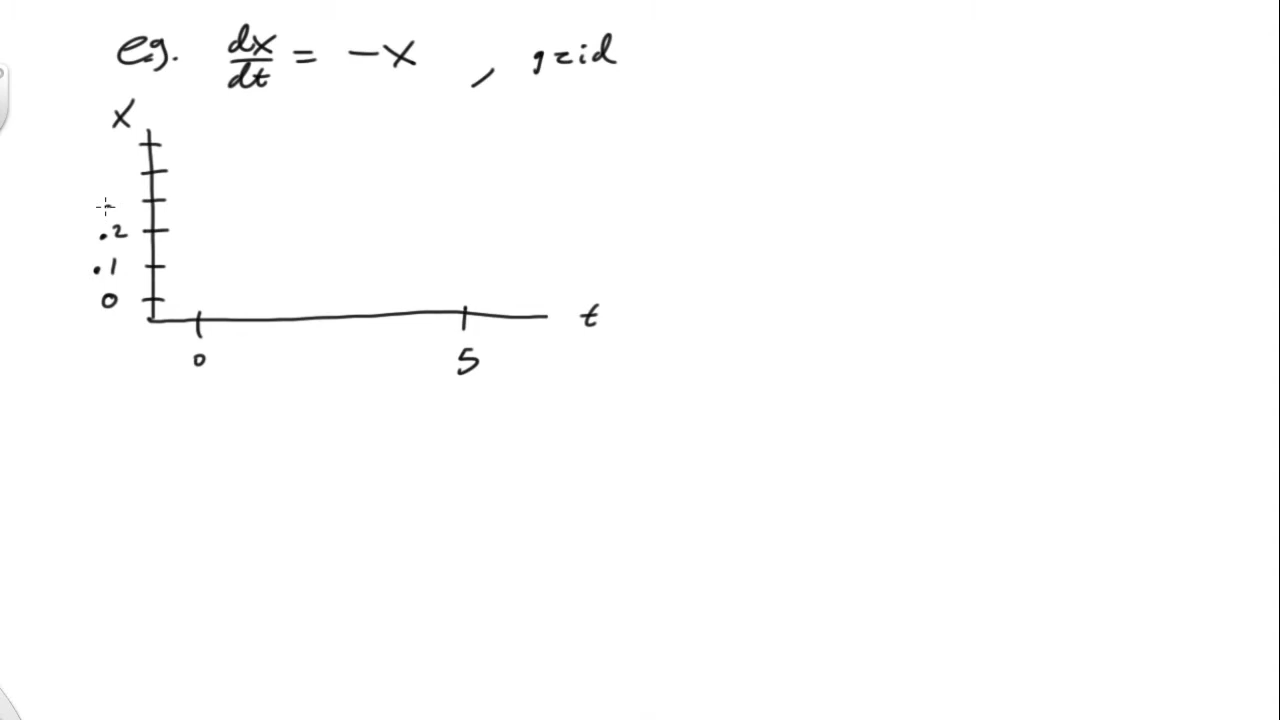 e.g. dx/dt = -x , grid
x
.2
.1
0
t
0 5